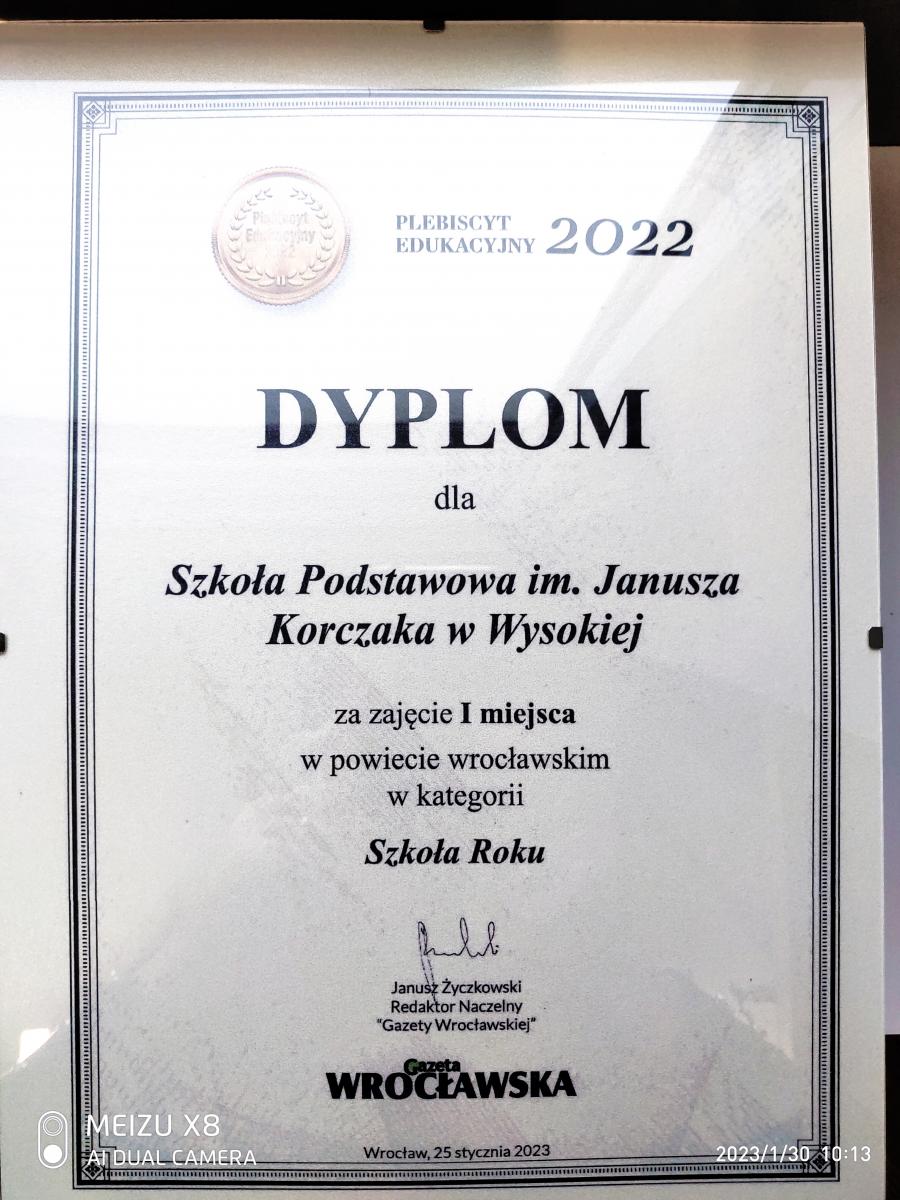 Plebiscyt
Edukacyjny
PLEBISCYT
EDUKACYJNY 2022
DYPLOM
dla
Szkoła Podstawowa im. Janusza
Korczaka w Wysokiej
za zajęcie I miejsca
w powiecie wrocławskim
w kategorii
Szkoła Roku
Janusz Życzkowski
Redaktor Naczelny
"Gazety Wrocławskiej"
Gazeta
WROCŁAWSKA
Wrocław, 25 stycznia 2023
MEIZU X8
AI DUAL CAMERA
2023/1/30 10:13